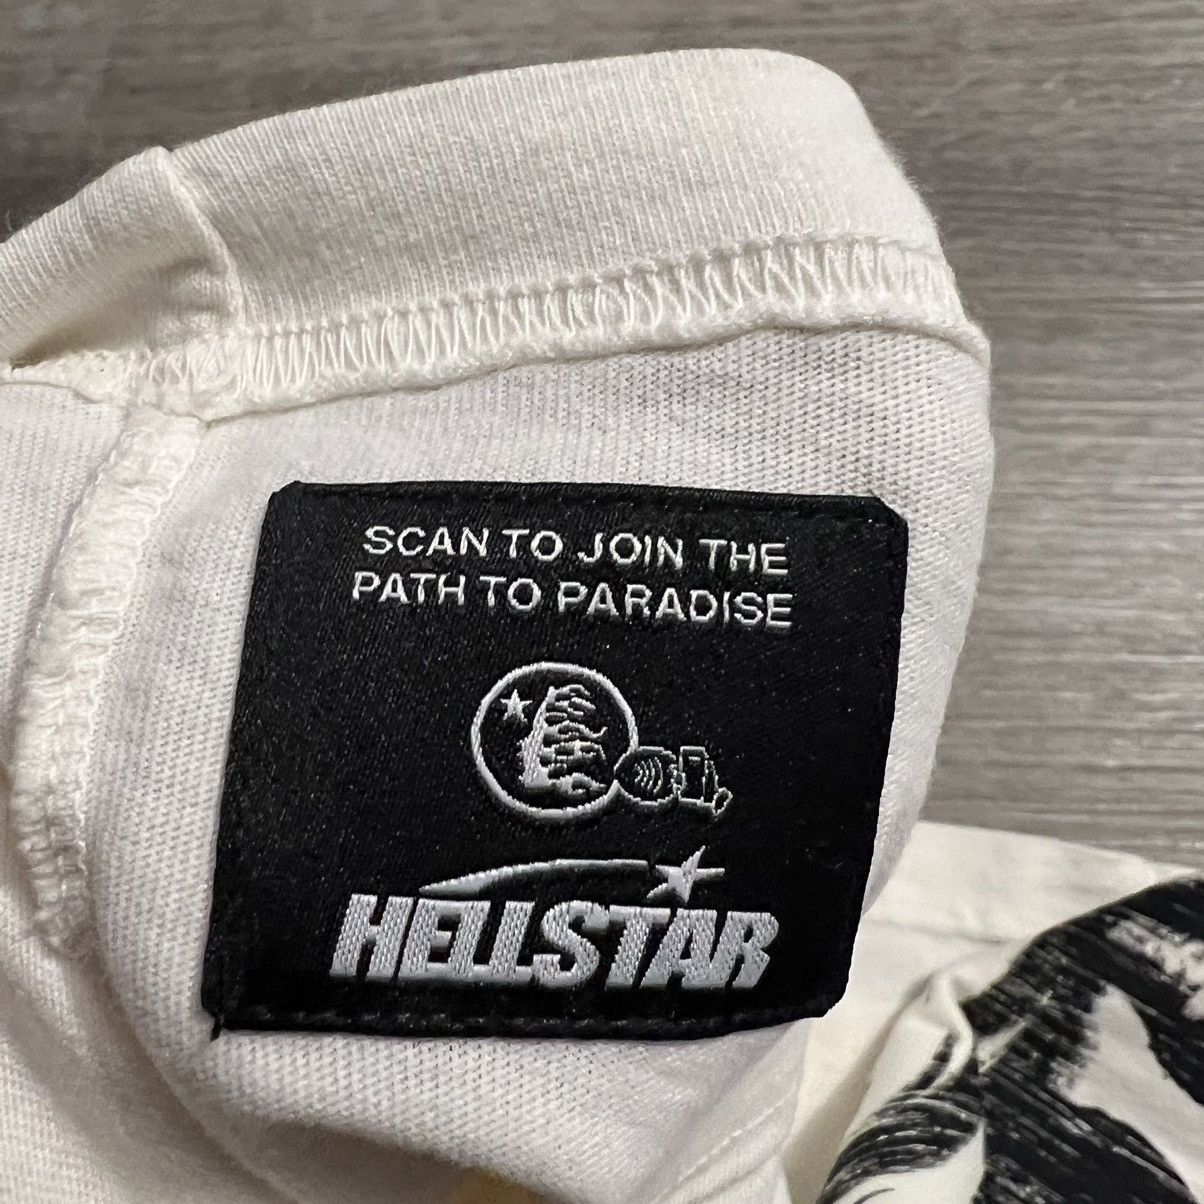 SCAN TO JOIN THE
PATH TO PARADISE
HELLSTAR